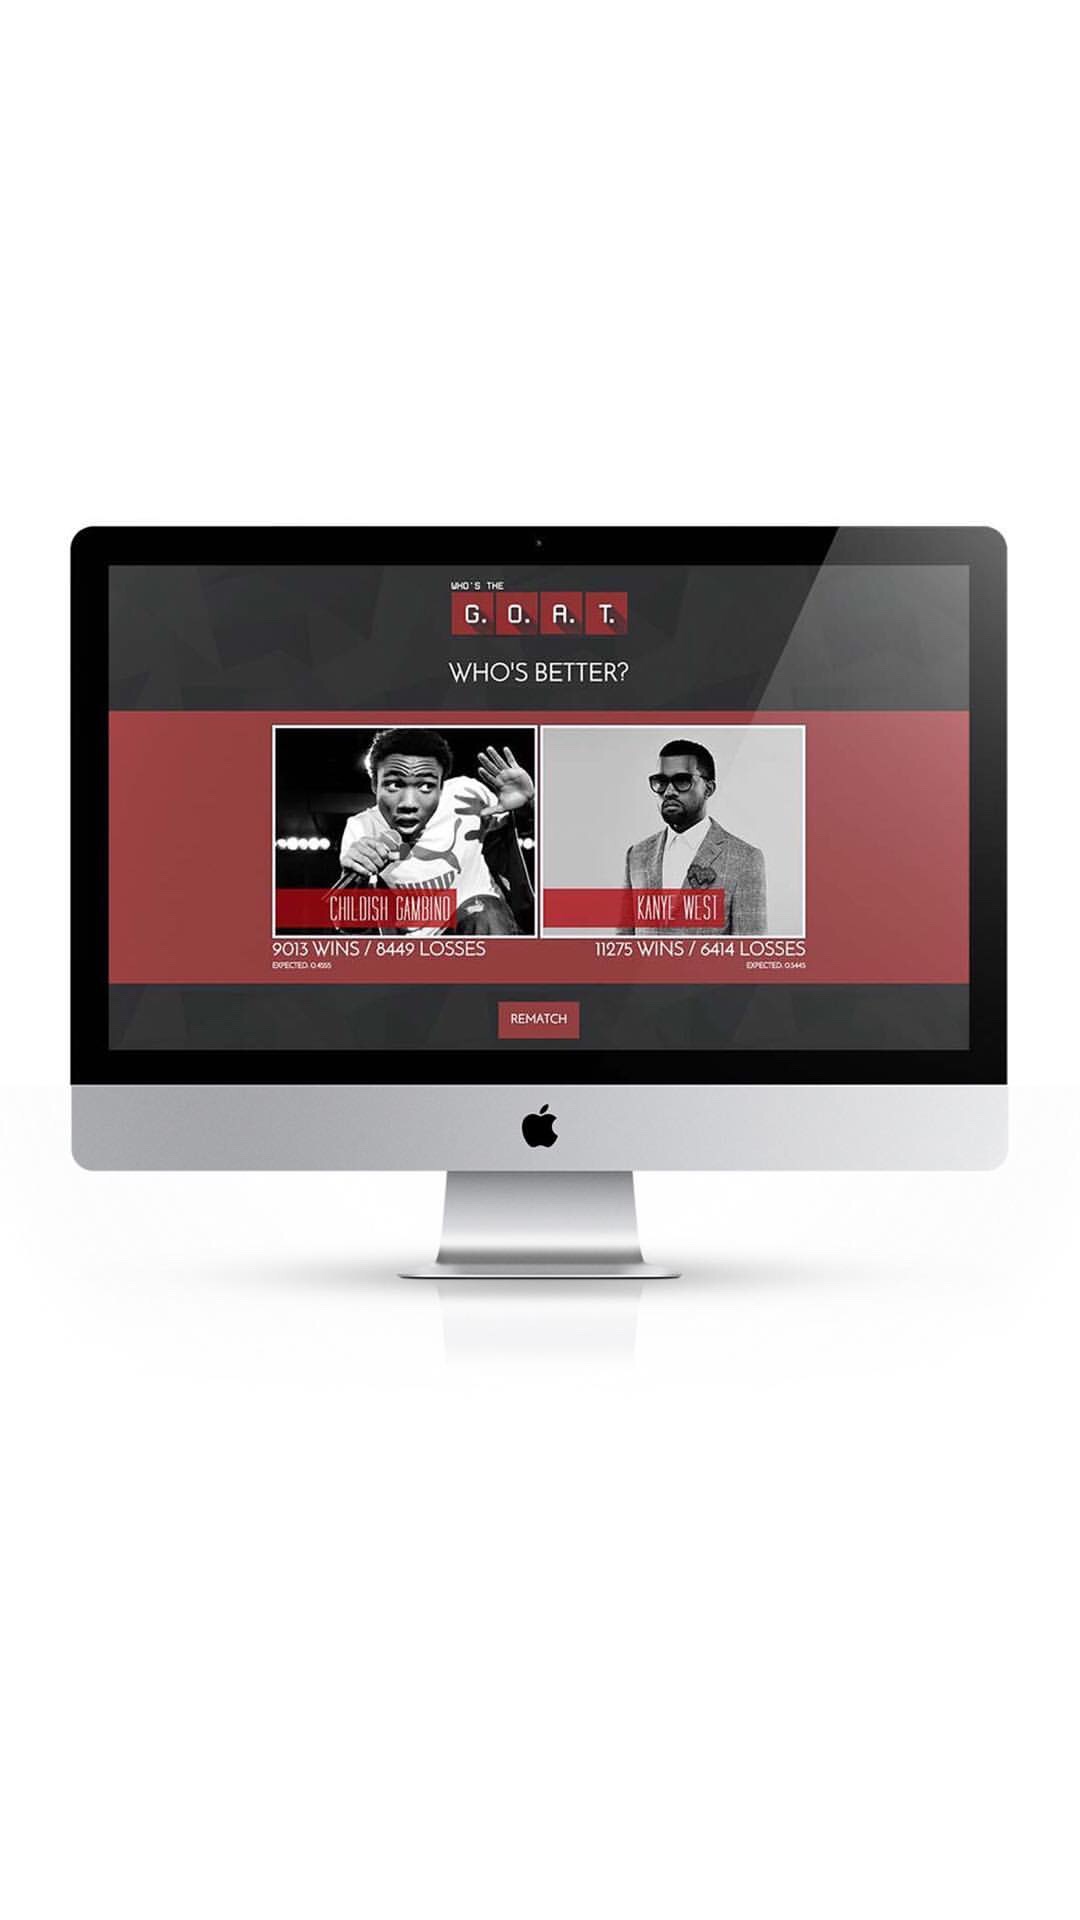 WHO'S THE
G. O. A. T.
WHO'S BETTER?
CHILDISH GAMBINO
KANYE WEST
9013 WINS / 8449 LOSSES
11275 WINS / 6414 LOSSES
EXPECTED: 0.4555
EXPECTED: 0.5445
REMATCH